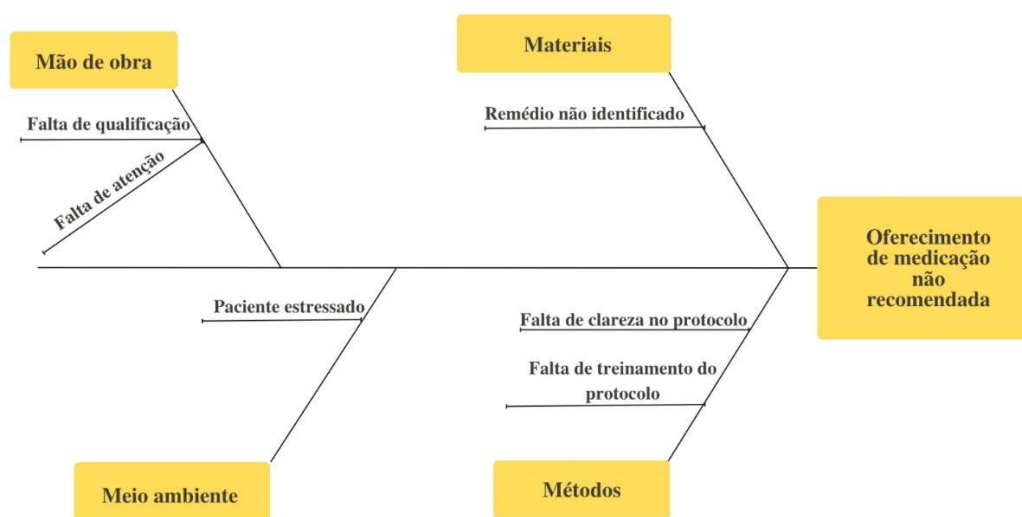 Mão de obra
Materiais
Falta de qualificação
Falta de atenção
Remédio não identificado
Oferecimento
de medicação
não
recomendada
Paciente estressado
Falta de clareza no protocolo
Falta de treinamento do
protocolo
Meio ambiente
Métodos